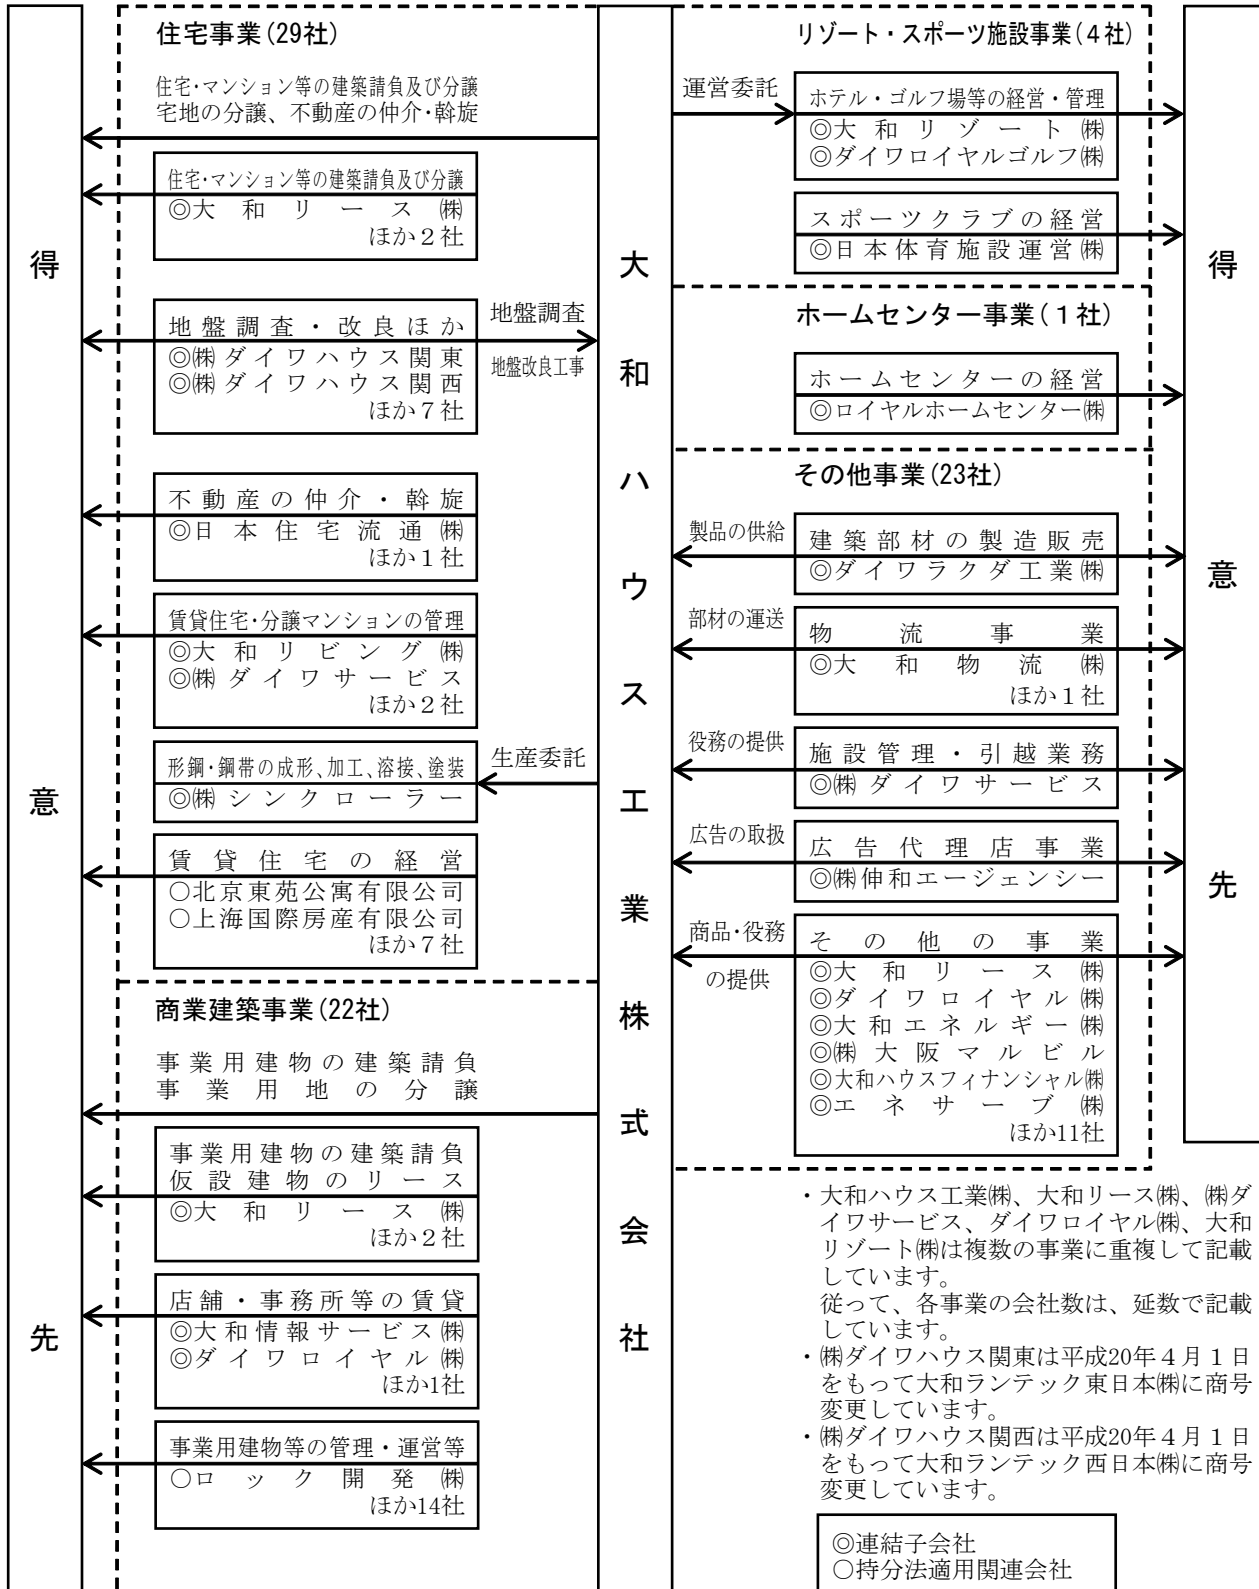 得
意
先
住宅事業(29社)
住宅・マンション等の建築請負及び分譲
宅地の分譲、不動産の仲介・斡旋
住宅・マンション等の建築請負及び分譲
◎大和リース㈱
ほか２社
地盤調査・改良ほか
◎㈱ダイワハウス関東
◎㈱ダイワハウス関西
ほか７社
地盤調査
地盤改良工事
不動産の仲介・斡旋
◎日本住宅流通㈱
ほか１社
賃貸住宅・分譲マンションの管理
◎大和リビング㈱
◎㈱ダイワサービス
ほか２社
形鋼・鋼帯の成形、加工、溶接、塗装
◎㈱シンクローラー
生産委託
賃貸住宅の経営
○北京東苑公寓有限公司
○上海国際房産有限公司
ほか７社
商業建築事業(22社)
事業用建物の建築請負
事業用地の分譲
事業用建物の建築請負
仮設建物のリース
◎大和リース㈱
ほか２社
店舗・事務所等の賃貸
◎大和情報サービス㈱
◎ダイワロイヤル㈱
ほか1社
事業用建物等の管理・運営等
○ロック開発㈱
ほか14社
大和ハウス工業株式会社
リゾート・スポーツ施設事業(４社)
運営委託
ホテル・ゴルフ場等の経営・管理
◎大和リゾート㈱
◎ダイワロイヤルゴルフ㈱
スポーツクラブの経営
◎日本体育施設運営㈱
ホームセンター事業(１社)
ホームセンターの経営
◎ロイヤルホームセンター㈱
その他事業(23社)
製品の供給
建築部材の製造販売
◎ダイワラクダ工業㈱
部材の運送
物流事業
◎大和物流㈱
ほか１社
役務の提供
施設管理・引越業務
◎㈱ダイワサービス
広告の取扱
広告代理店事業
◎㈱伸和エージェンシー
商品・役務
の提供
その他の事業
◎大和リース㈱
◎ダイワロイヤル㈱
◎大和エネルギー㈱
◎㈱大阪マルビル
◎大和ハウスフィナンシャル㈱
◎エネサーブ㈱
ほか11社
得
意
先
・大和ハウス工業㈱、大和リース㈱、㈱ダ
イワサービス、ダイワロイヤル㈱、大和
リゾート㈱は複数の事業に重複して記載
しています。
従って、各事業の会社数は、延数で記載
しています。
・㈱ダイワハウス関東は平成20年４月１日
をもって大和ランテック東日本㈱に商号
変更しています。
・㈱ダイワハウス関西は平成20年４月１日
をもって大和ランテック西日本㈱に商号
変更しています。
◎連結子会社
○持分法適用関連会社